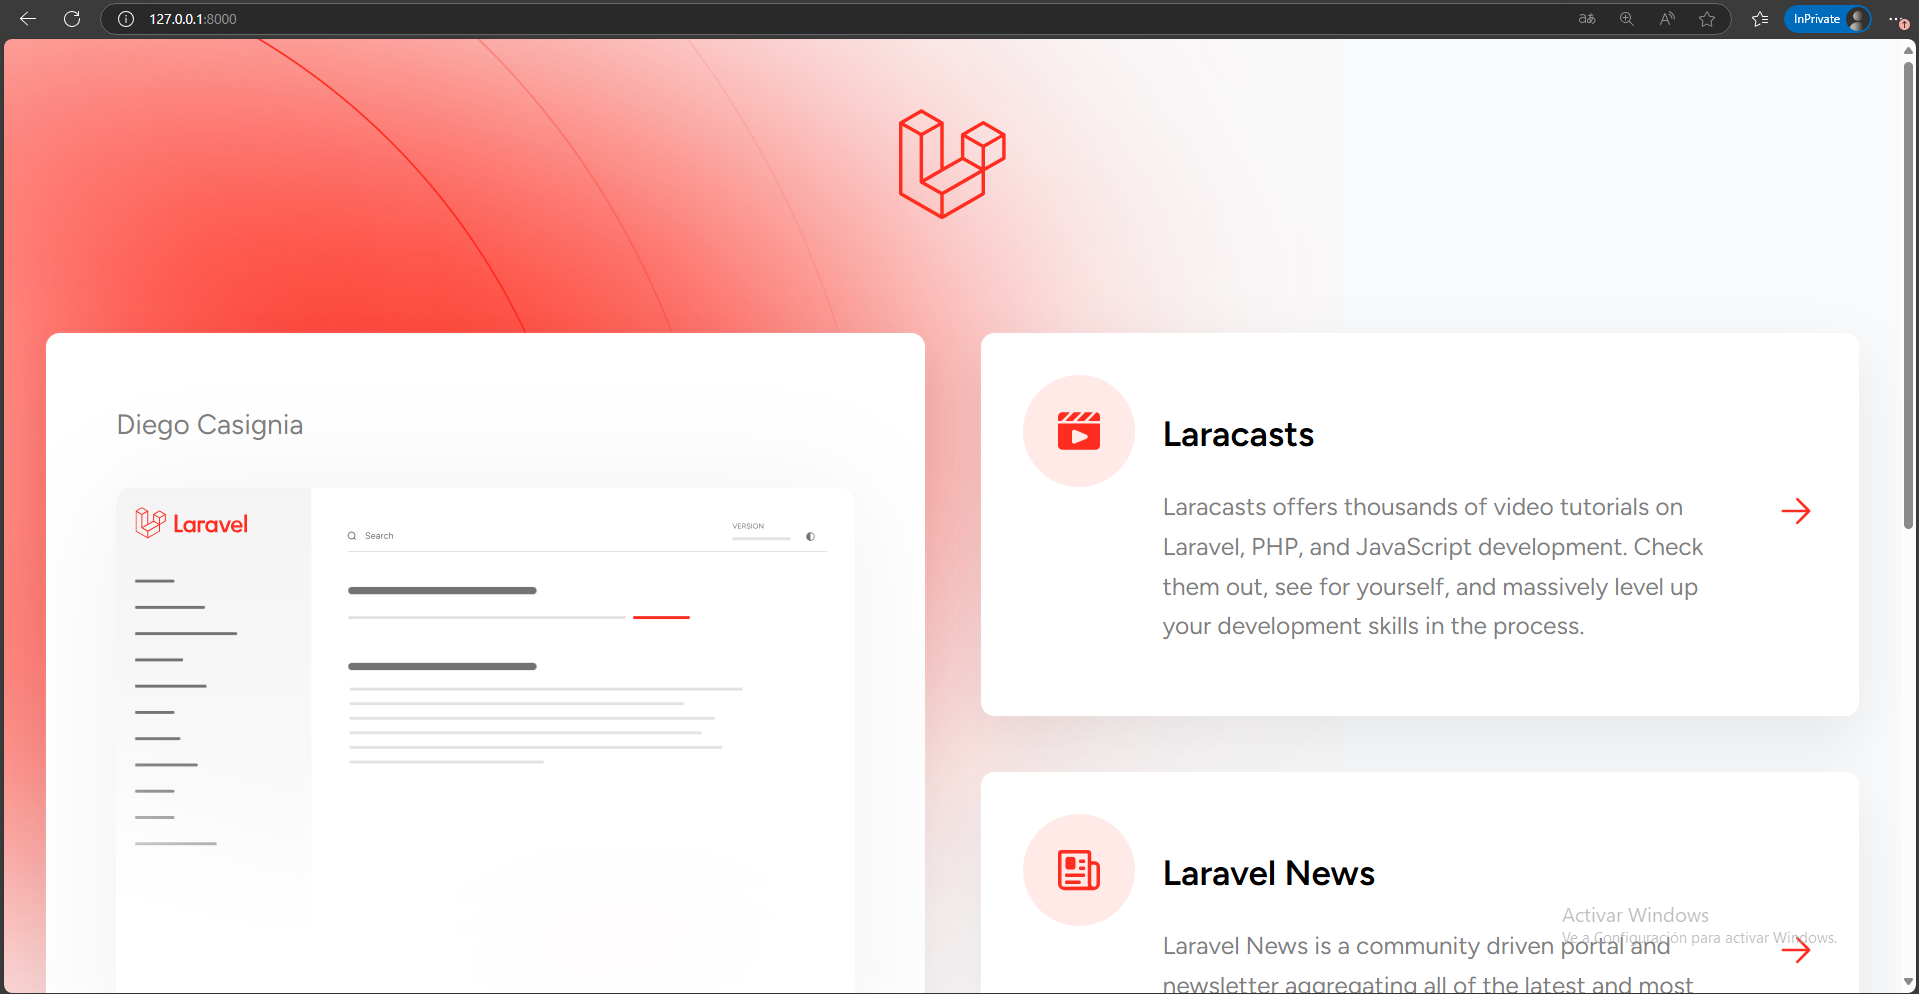 127.0.0.1:8000
InPrivate
Diego Casignia
Laravel
Search
VERSION
Laracasts
Laracasts offers thousands of video tutorials on
Laravel, PHP, and JavaScript development. Check
them out, see for yourself, and massively level up
your development skills in the process.
Laravel News
Laravel News is a community driven portal and
newsletter aggregating all of the latest and most
Activar Windows
Ve a Configuración para activar Windows.